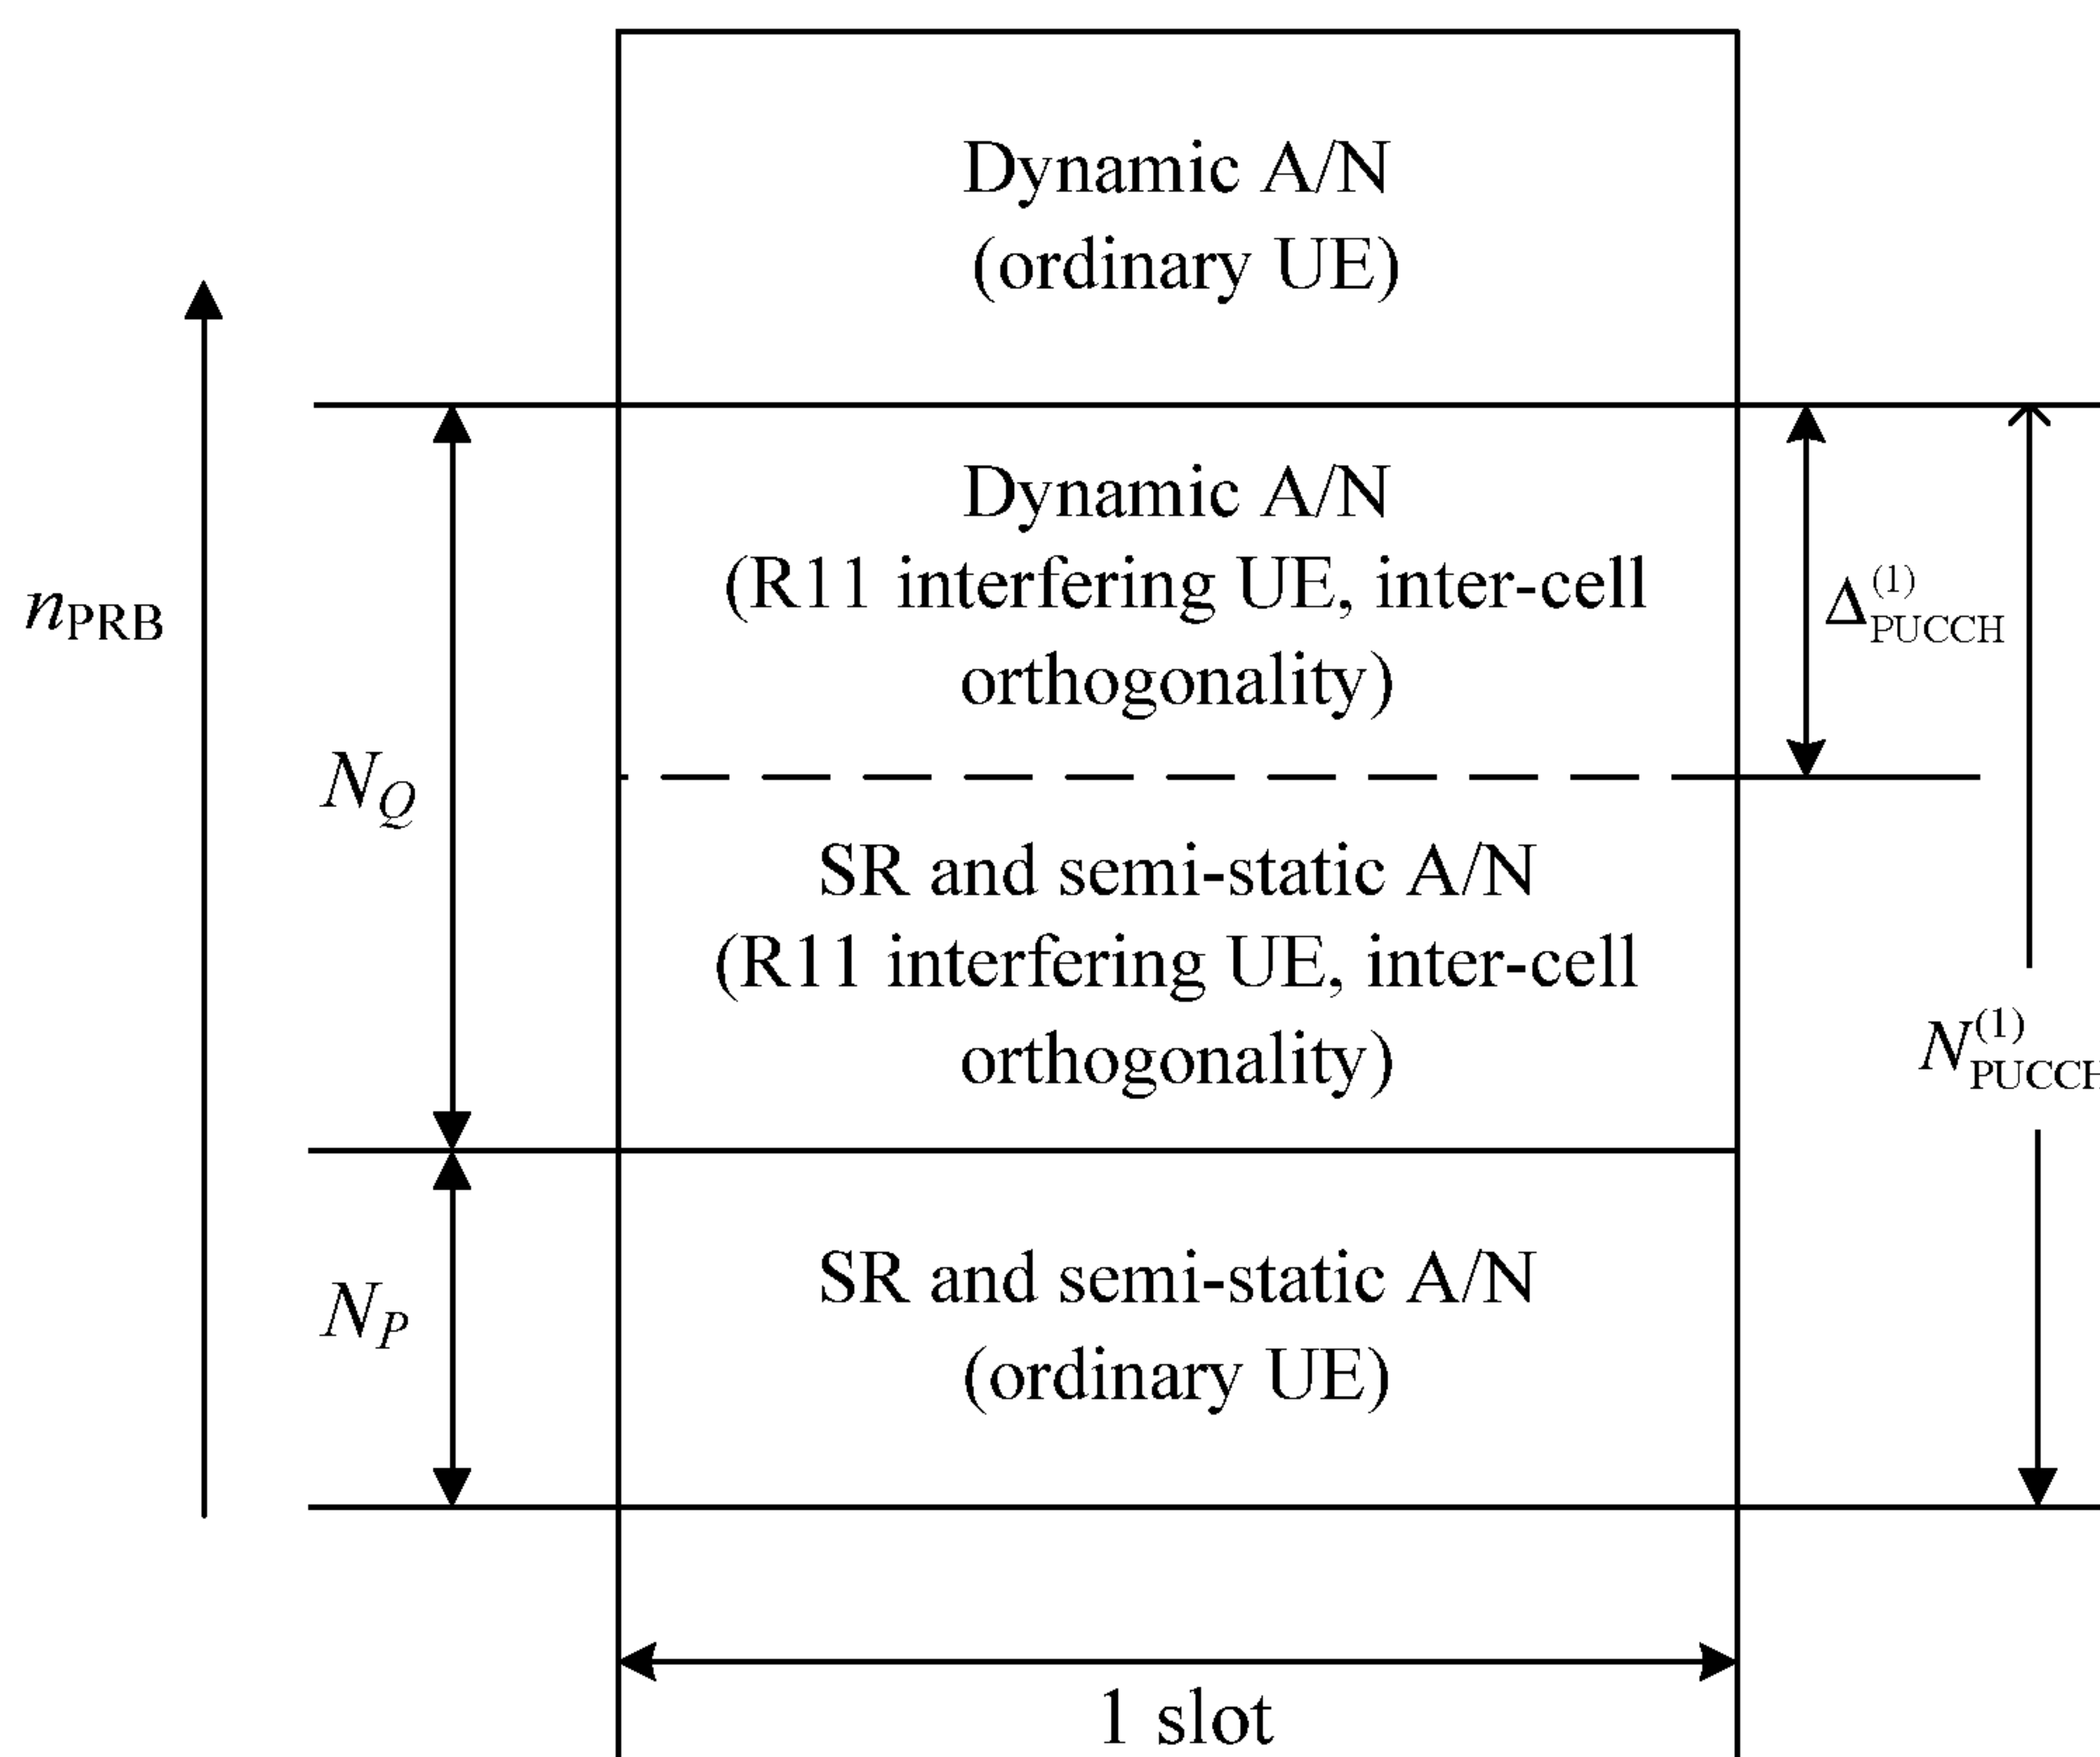 Dynamic A/N
(ordinary UE)
Dynamic A/N
(R11 interfering UE, inter-cell
orthogonality)
Δ^(1)_PUCCH
n_PRB
N_Q
SR and semi-static A/N
(R11 interfering UE, inter-cell
orthogonality)
N^(1)_PUCCH
SR and semi-static A/N
(ordinary UE)
N_P
1 slot